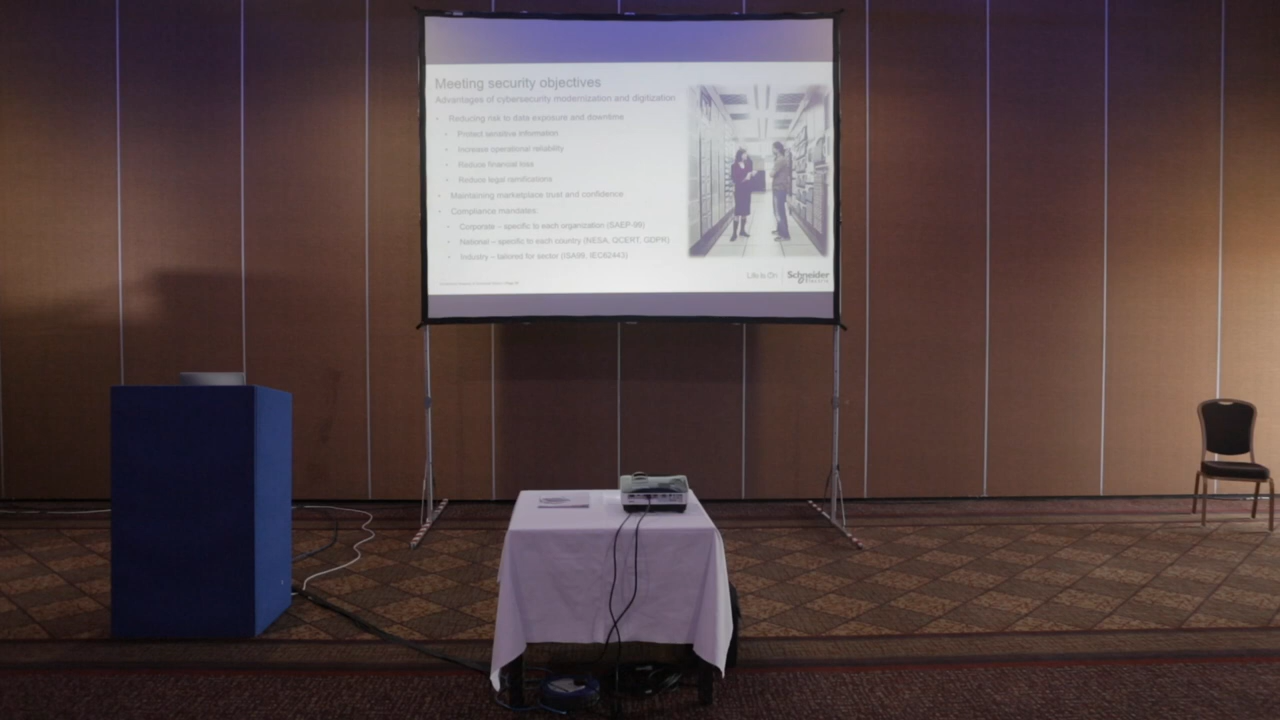 Meeting security objectives
Advantages of cybersecurity modernization and digitization
• Reducing risk to data exposure and downtime
• Protect sensitive information
• Increase operational reliability
• Reduce financial loss
• Reduce legal ramifications
• Maintaining marketplace trust and confidence
• Compliance mandates:
• Corporate – specific to each organization (SAEP-99)
• National – specific to each country (NESA, QCERT, GDPR)
• Industry – tailored for sector (ISA99, IEC62443)
Life Is On
Schneider
Electric